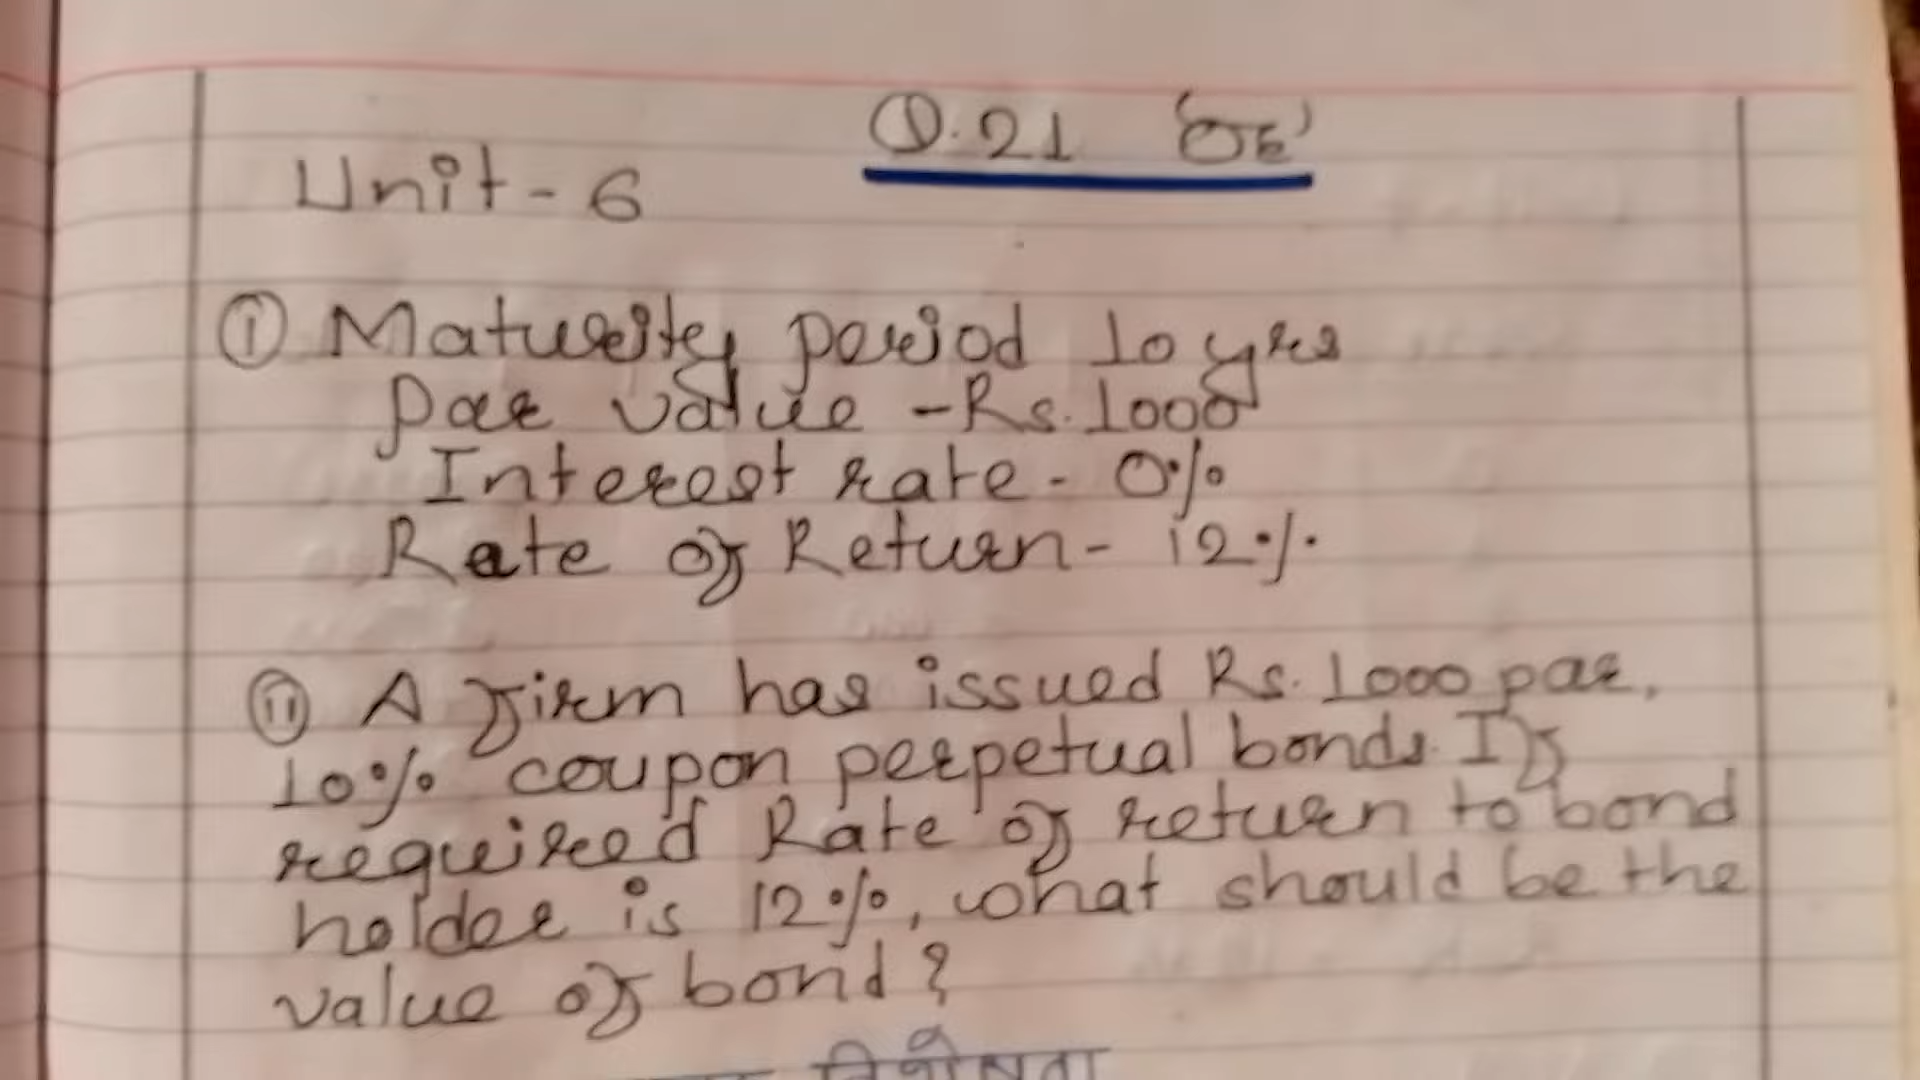 Q.21 'ठ'
Unit-6
① Maturity period 10 yrs
Par value -Rs. 1000
Interest rate- 0%
Rate of Return- 12%
② A firm has issued Rs. 1000 par,
10% coupon perpetual bonds. If
required Rate of return to bond
holder is 12%, what should be the
value of bond?